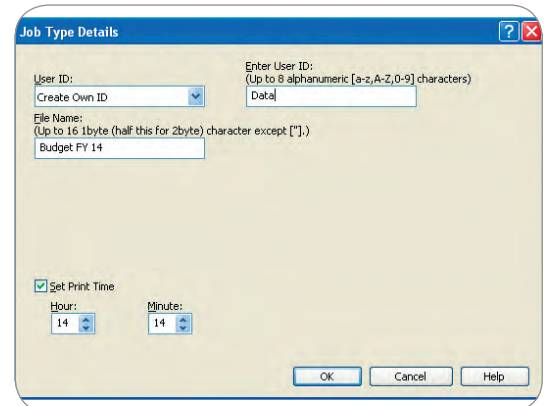 Job Type Details
User ID:
Create Own ID
Enter User ID:
(Up to 8 alphanumeric [a-z,A-Z,0-9] characters)
Data
File Name:
(Up to 16 1byte (half this for 2byte) character except ["].)
Budget FY 14
Set Print Time
Hour:
Minute:
14
14
OK
Cancel
Help